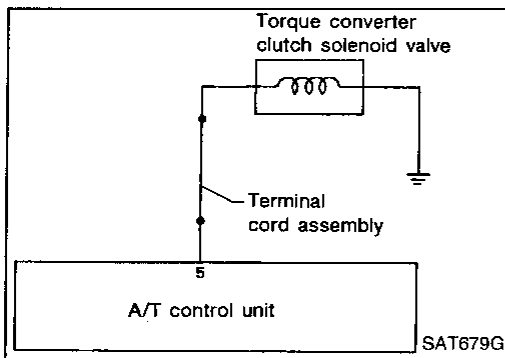 Torque converter
clutch solenoid valve
Terminal
cord assembly
5
A/T control unit
SAT679G